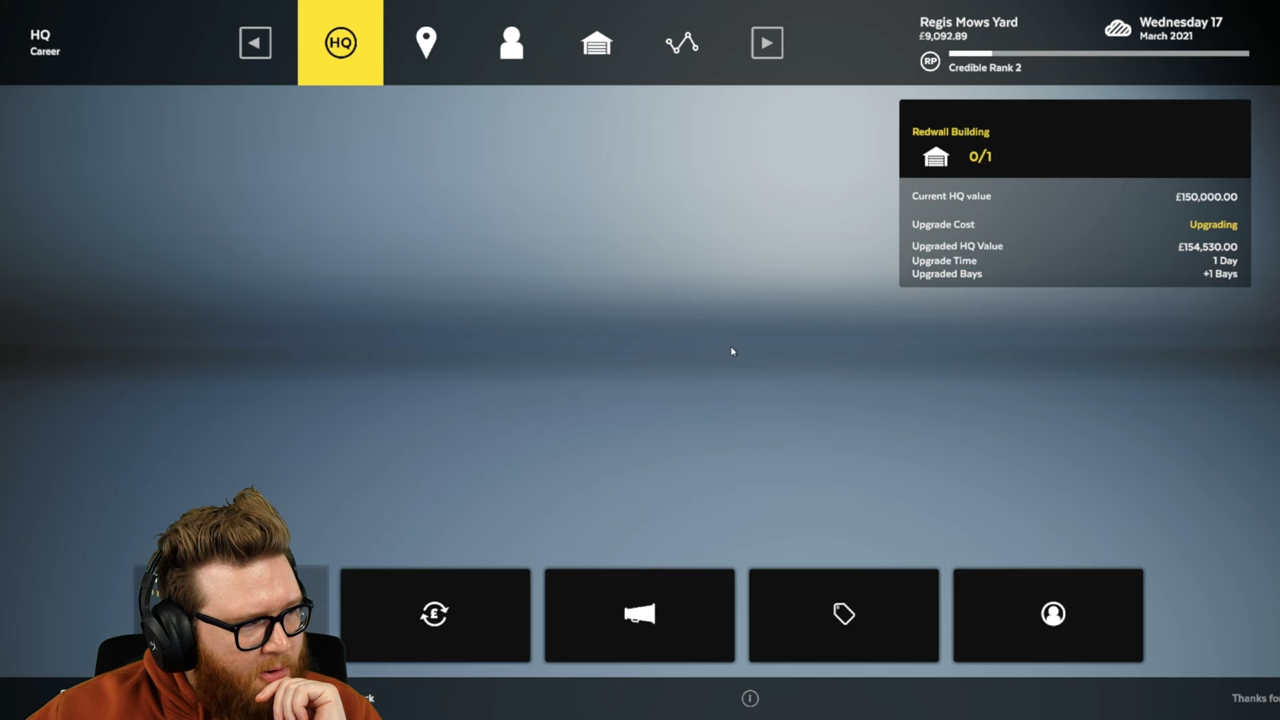 HQ
Career
HQ
Regis Mows Yard
£9,092.89
Wednesday 17
March 2021
RP
Credible Rank 2
Redwall Building
0/1
Current HQ value £150,000.00
Upgrade Cost Upgrading
Upgraded HQ Value £154,530.00
Upgrade Time 1 Day
Upgraded Bays +1 Bays
£
i
Thanks fo